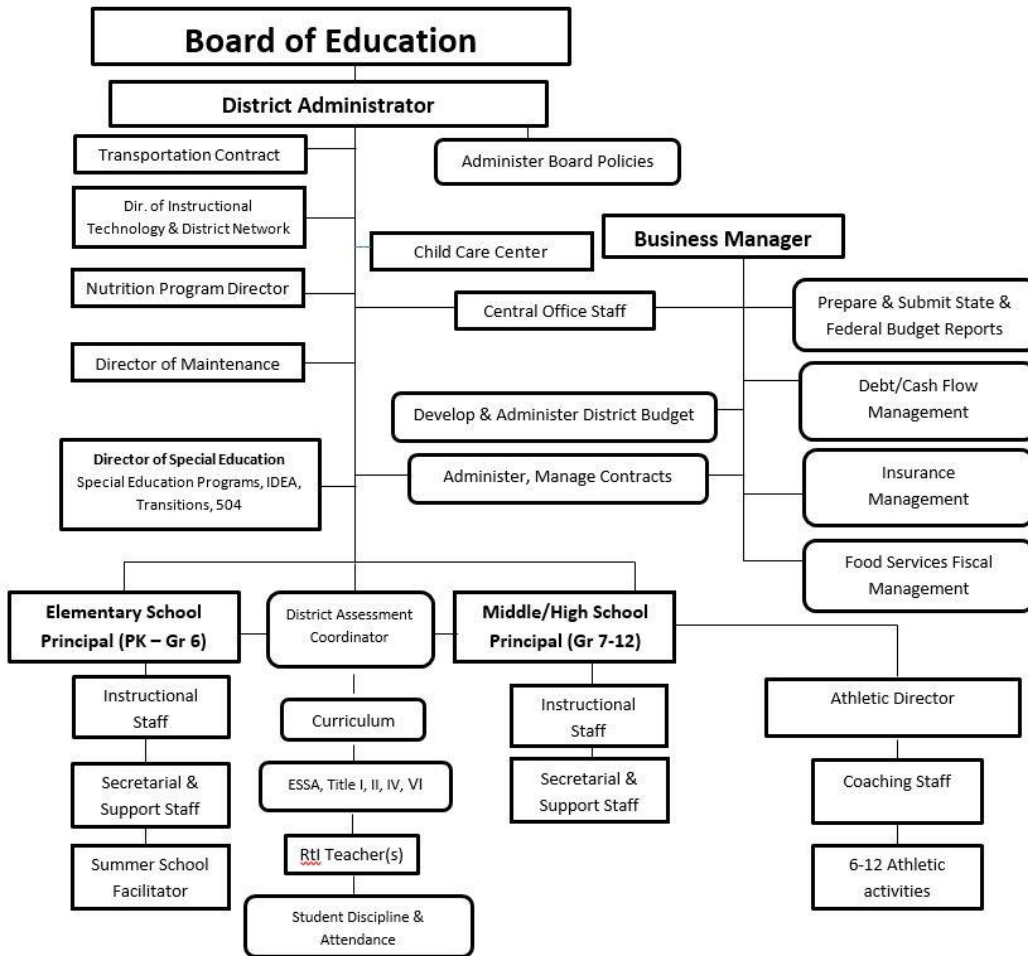 Board of Education
District Administrator
Transportation Contract
Administer Board Policies
Dir. of Instructional
Technology & District Network
Business Manager
Child Care Center
Nutrition Program Director
Central Office Staff
Prepare & Submit State &
Federal Budget Reports
Director of Maintenance
Debt/Cash Flow
Management
Develop & Administer District Budget
Director of Special Education
Special Education Programs, IDEA,
Transitions, 504
Administer, Manage Contracts
Insurance
Management
Food Services Fiscal
Management
Elementary School
Principal (PK – Gr 6)
District Assessment
Coordinator
Middle/High School
Principal (Gr 7-12)
Instructional
Staff
Curriculum
Instructional
Staff
Athletic Director
Secretarial &
Support Staff
ESSA, Title I, II, IV, VI
Secretarial &
Support Staff
Coaching Staff
Summer School
Facilitator
RtI Teacher(s)
6-12 Athletic
activities
Student Discipline &
Attendance